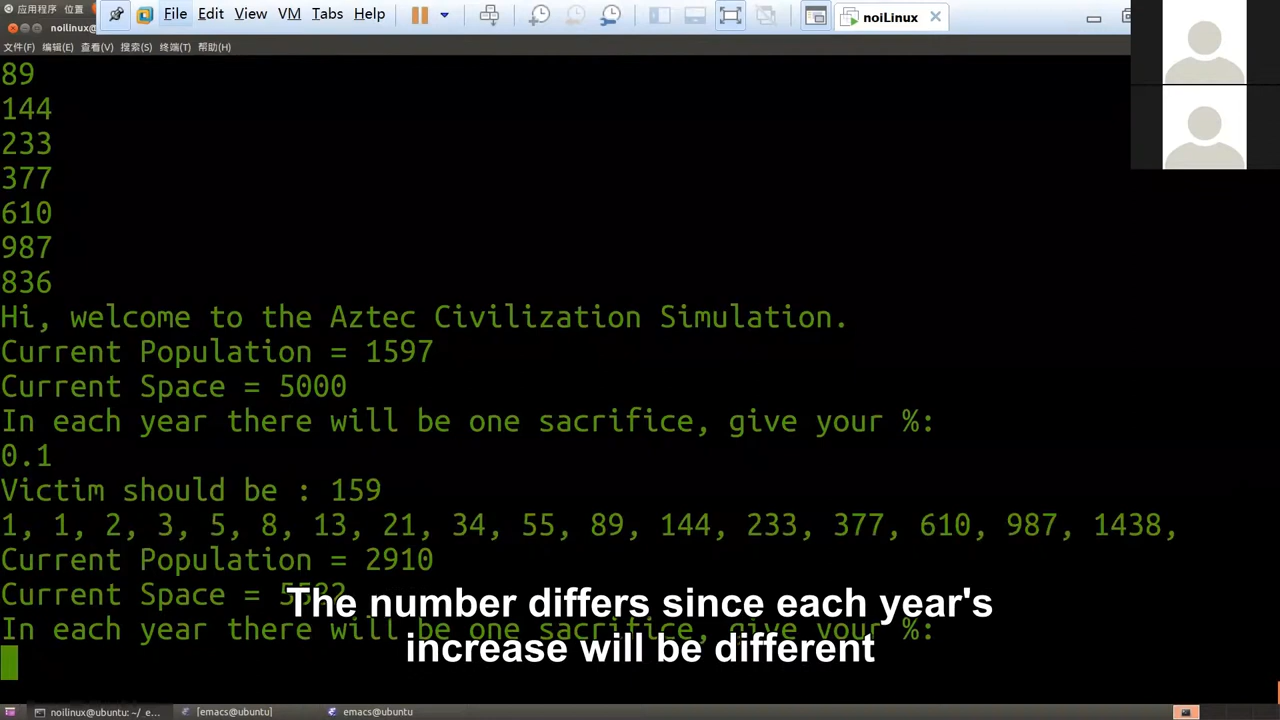 应用程序 位置
File Edit View VM Tabs Help
noiLinux
noilinux@
文件(F) 编辑(E) 查看(V) 搜索(S) 终端(T) 帮助(H)
89
144
233
377
610
987
836
Hi, welcome to the Aztec Civilization Simulation.
Current Population = 1597
Current Space = 5000
In each year there will be one sacrifice, give your %:
0.1
Victim should be : 159
1, 1, 2, 3, 5, 8, 13, 21, 34, 55, 89, 144, 233, 377, 610, 987, 1438,
Current Population = 2910
Current Space =
In each year there will be one sacrifice, give your %:
The number differs since each year's
increase will be different
noilinux@ubuntu: ~/ e...
[emacs@ubuntu]
emacs@ubuntu